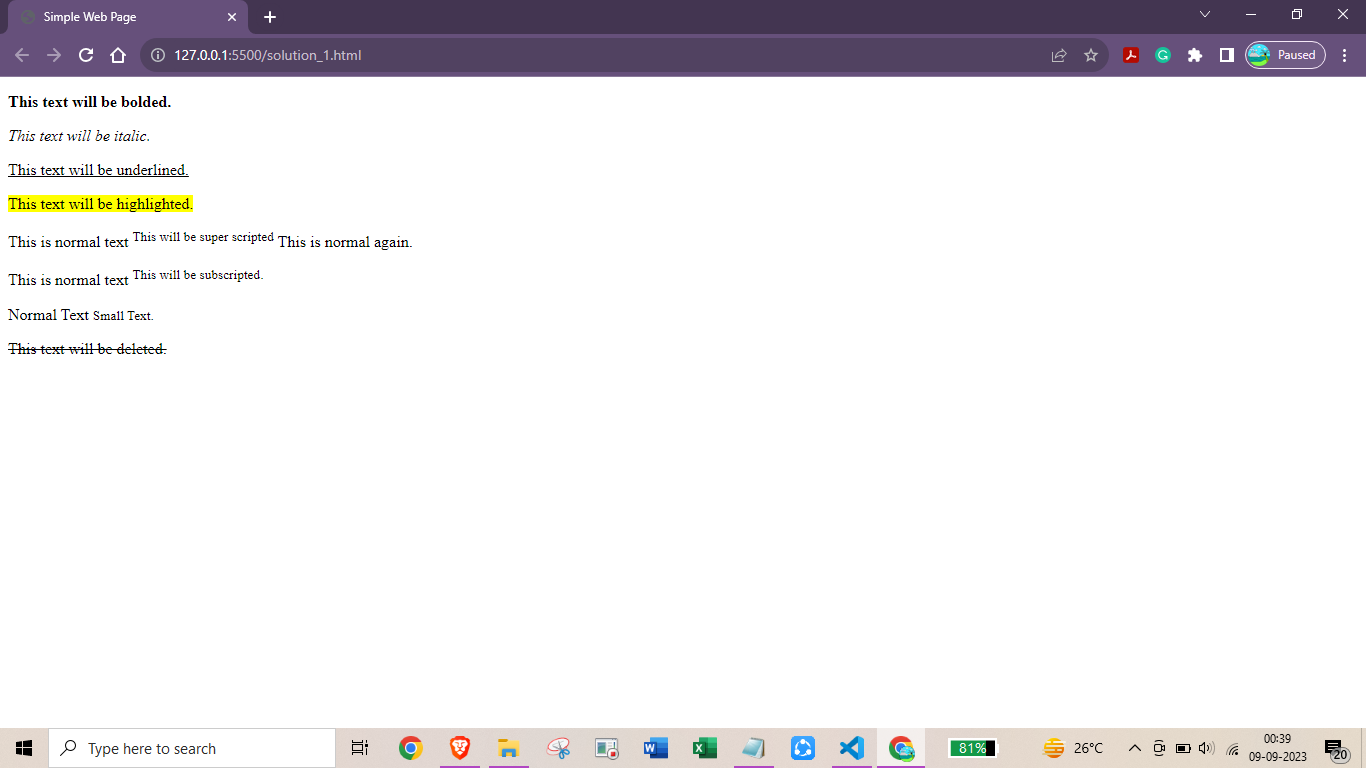 Simple Web Page
127.0.0.1:5500/solution_1.html
Paused
This text will be bolded.
This text will be italic.
This text will be underlined.
This text will be highlighted.
This is normal text This will be super scripted This is normal again.
This is normal text This will be subscripted.
Normal Text Small Text.
This text will be deleted.
Type here to search
81%
26°C
00:39
09-09-2023
20